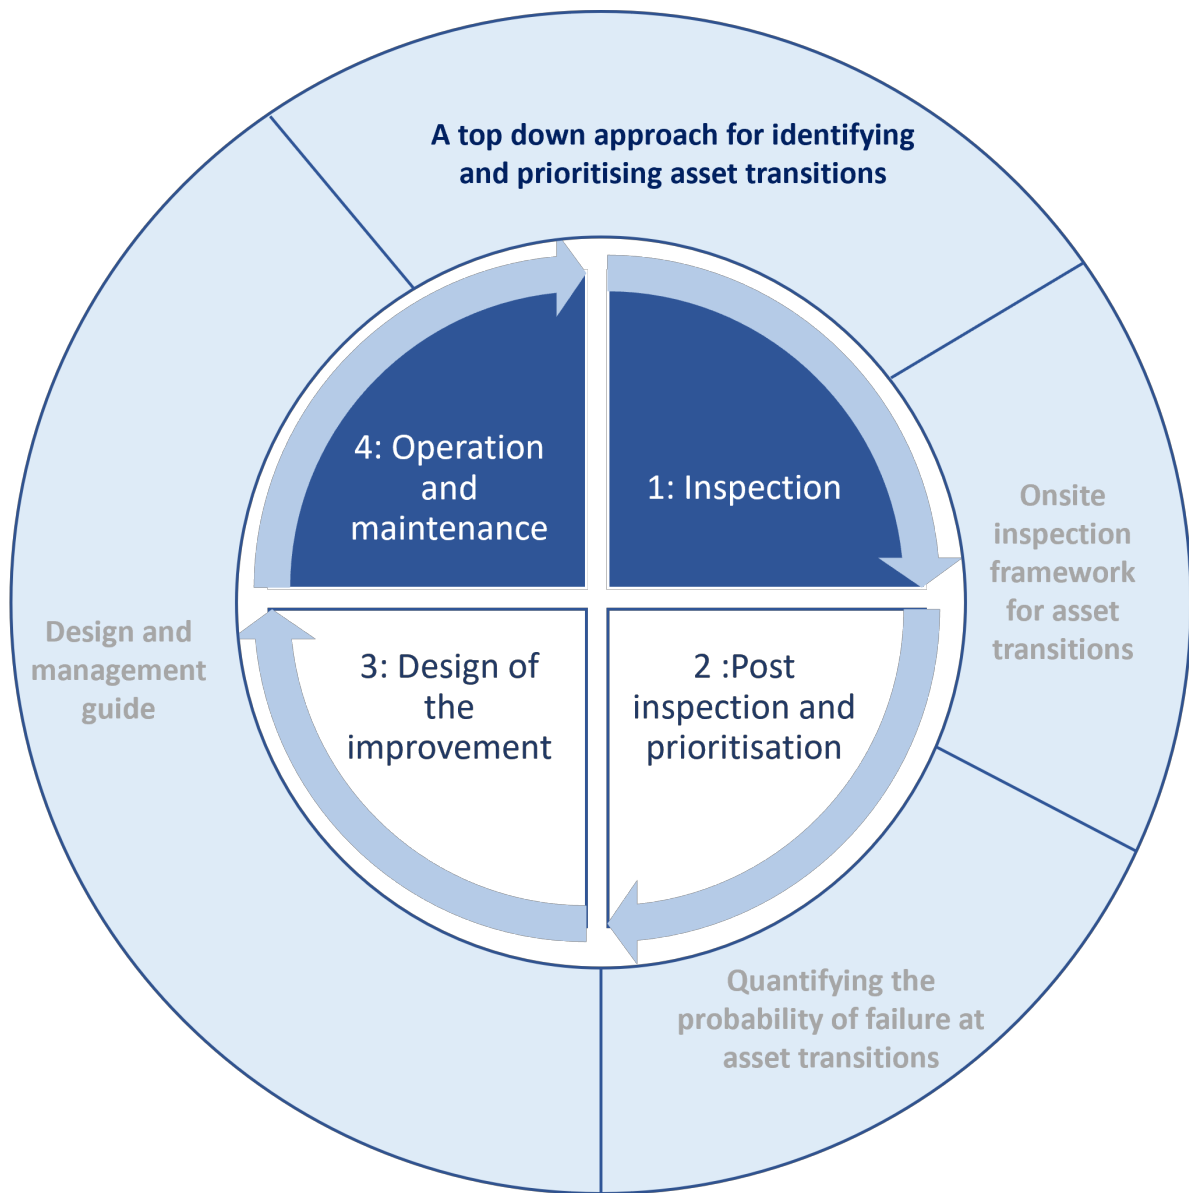 A top down approach for identifying
and prioritising asset transitions
4: Operation
and
maintenance
1: Inspection
Onsite
inspection
framework
for asset
transitions
Design and
management
guide
3: Design of
the
improvement
2 :Post
inspection and
prioritisation
Quantifying the
probability of failure at
asset transitions